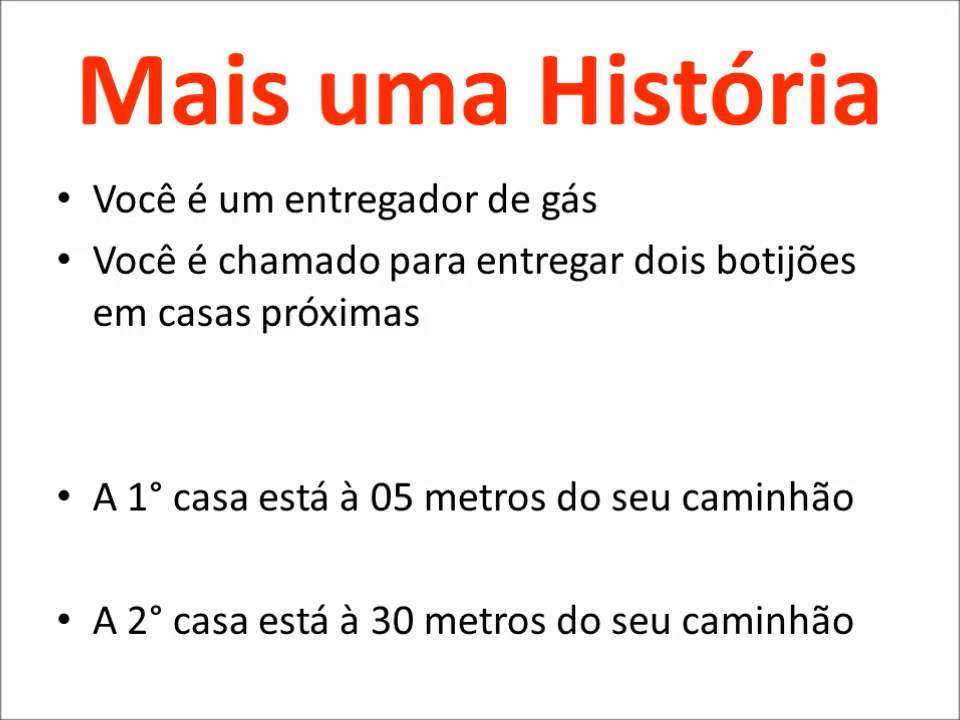 Mais uma História
• Você é um entregador de gás
• Você é chamado para entregar dois botijões
em casas próximas
• A 1° casa está à 05 metros do seu caminhão
• A 2° casa está à 30 metros do seu caminhão